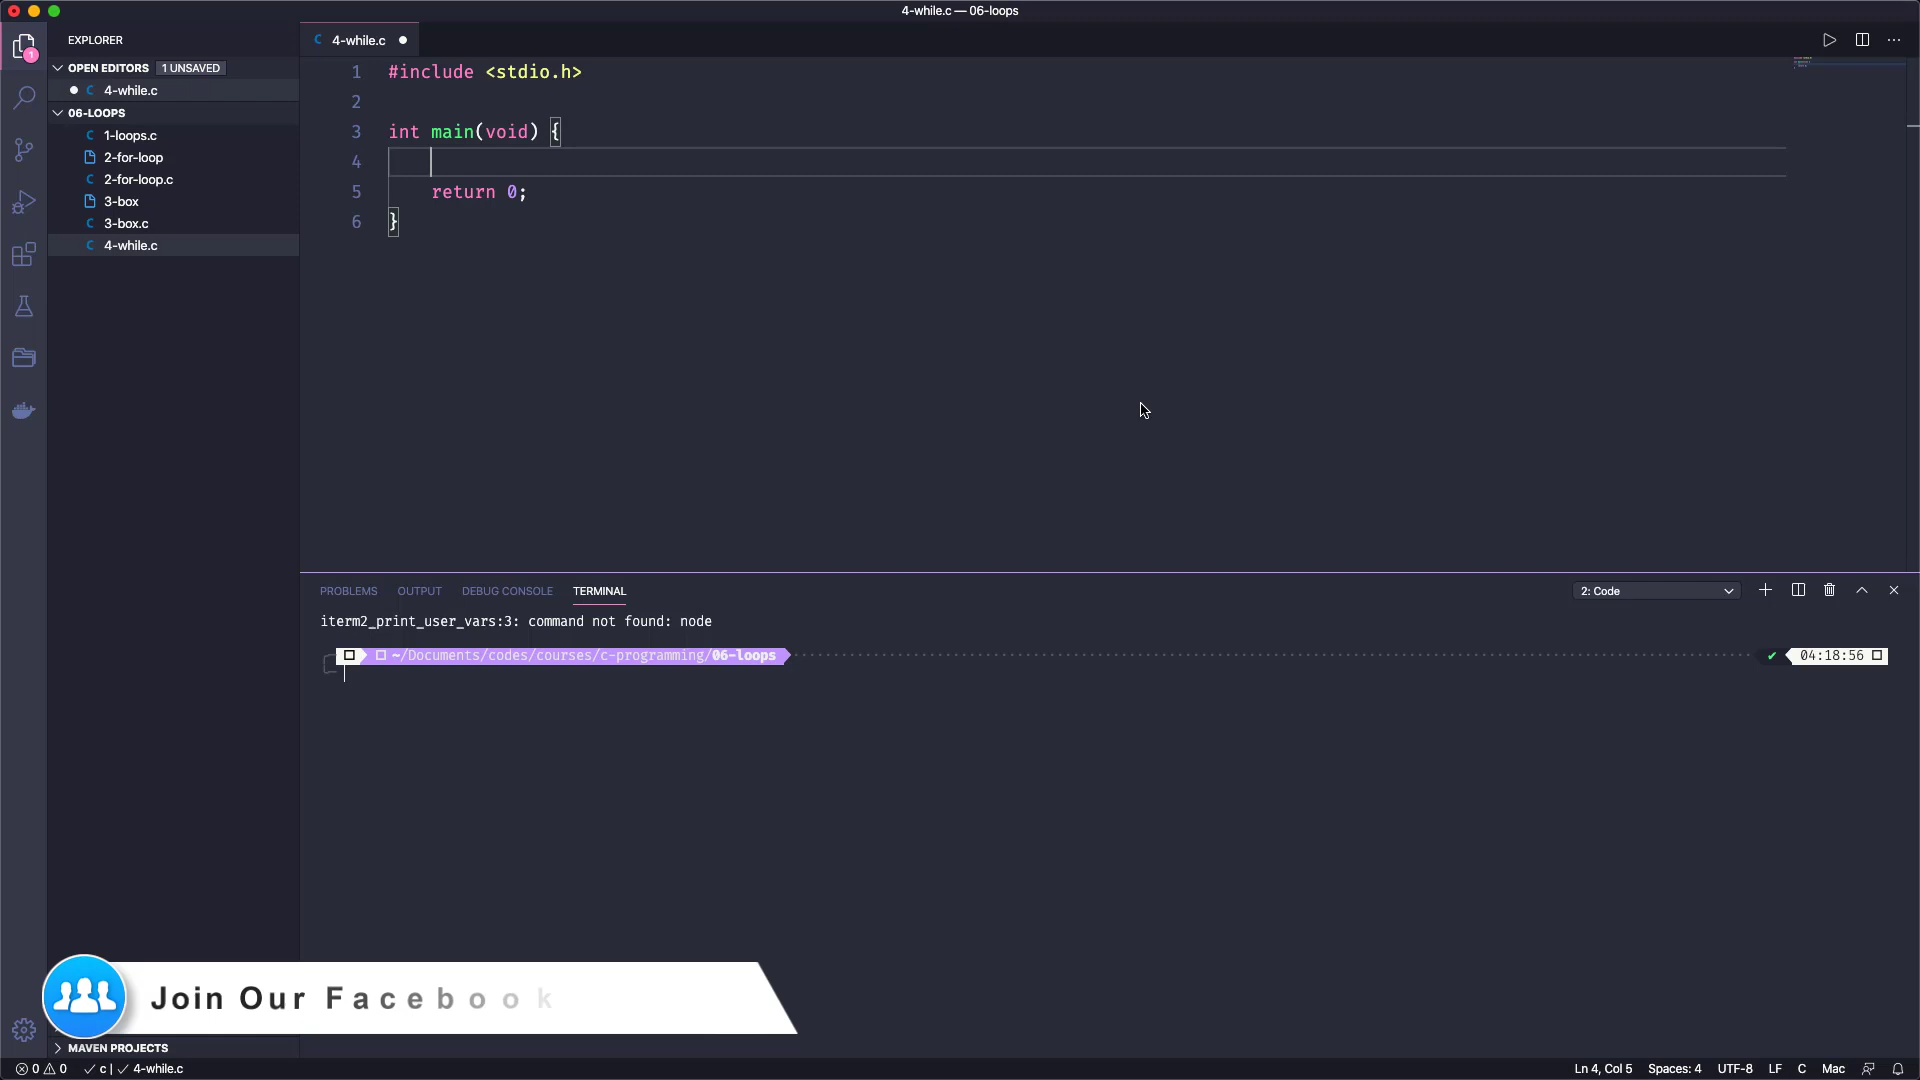 4-while.c — 06-loops
EXPLORER
OPEN EDITORS 1 UNSAVED
4-while.c
06-LOOPS
1-loops.c
2-for-loop
2-for-loop.c
3-box
3-box.c
4-while.c
1
4-while.c
1 #include <stdio.h>
2
3 int main(void) {
4
5 return 0;
6 }
PROBLEMS OUTPUT DEBUG CONSOLE TERMINAL
2: Code
iterm2_print_user_vars:3: command not found: node
~/Documents/codes/courses/c-programming/06-loops
04:18:56
Join Our Facebook
MAVEN PROJECTS
0 0 c | 4-while.c
Ln 4, Col 5 Spaces: 4 UTF-8 LF C Mac